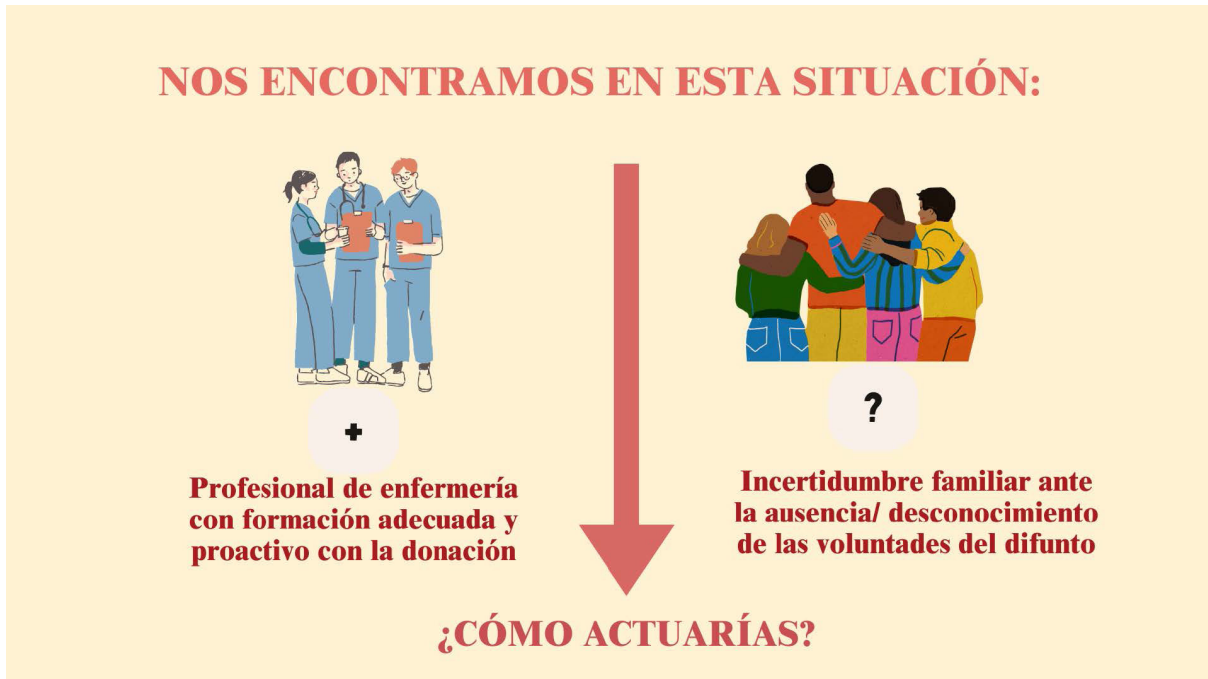 NOS ENCONTRAMOS EN ESTA SITUACIÓN:
+
Profesional de enfermería
con formación adecuada y
proactivo con la donación
?
Incertidumbre familiar ante
la ausencia/ desconocimiento
de las voluntades del difunto
¿CÓMO ACTUARÍAS?